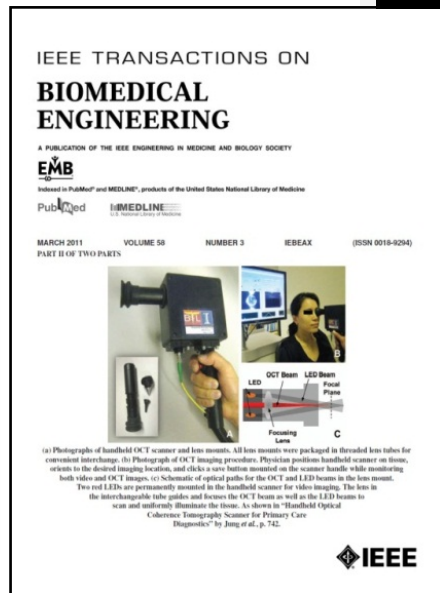 IEEE TRANSACTIONS ON
BIOMEDICAL
ENGINEERING
A PUBLICATION OF THE IEEE ENGINEERING IN MEDICINE AND BIOLOGY SOCIETY
EMB
Indexed in PubMed® and MEDLINE®, products of the United States National Library of Medicine
PubMed MEDLINE
U.S. National Library of Medicine
MARCH 2011 VOLUME 58 NUMBER 3 IEBEAX (ISSN 0018-9294)
PART II OF TWO PARTS
A
B
OCT Beam LED Beam
LED Focal
Plane
Focusing
Lens
C
(a) Photographs of handheld OCT scanner and lens mounts. All lens mounts were packaged in threaded lens tubes for
convenient interchange. (b) Photograph of OCT imaging procedure. Physician positions handheld scanner on tissue,
orients to the desired imaging location, and clicks a save button mounted on the scanner handle while monitoring
both video and OCT images. (c) Schematic of optical paths for the OCT and LED beams in the lens mount.
Two red LEDs are permanently mounted in the handheld scanner for video imaging. The lens in
the interchangeable tube guides and focuses the OCT beam as well as the LED beams to
scan and uniformly illuminate the tissue. As shown in "Handheld Optical
Coherence Tomography Scanner for Primary Care
Diagnostics" by Jung et al., p. 742.
IEEE